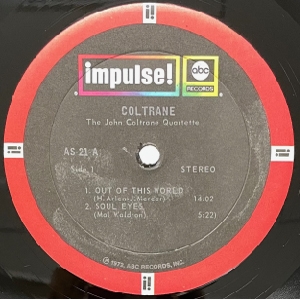 impulse!
abc
RECORDS
COLTRANE
The John Coltrane Quartette
AS 21 A
Side 1
STEREO
1. OUT OF THIS WORLD
(H. Arlen-J. Mercer) 14:02
2. SOUL EYES
(Mal Waldron) 5:22)
℗ 1973, ABC RECORDS, INC.